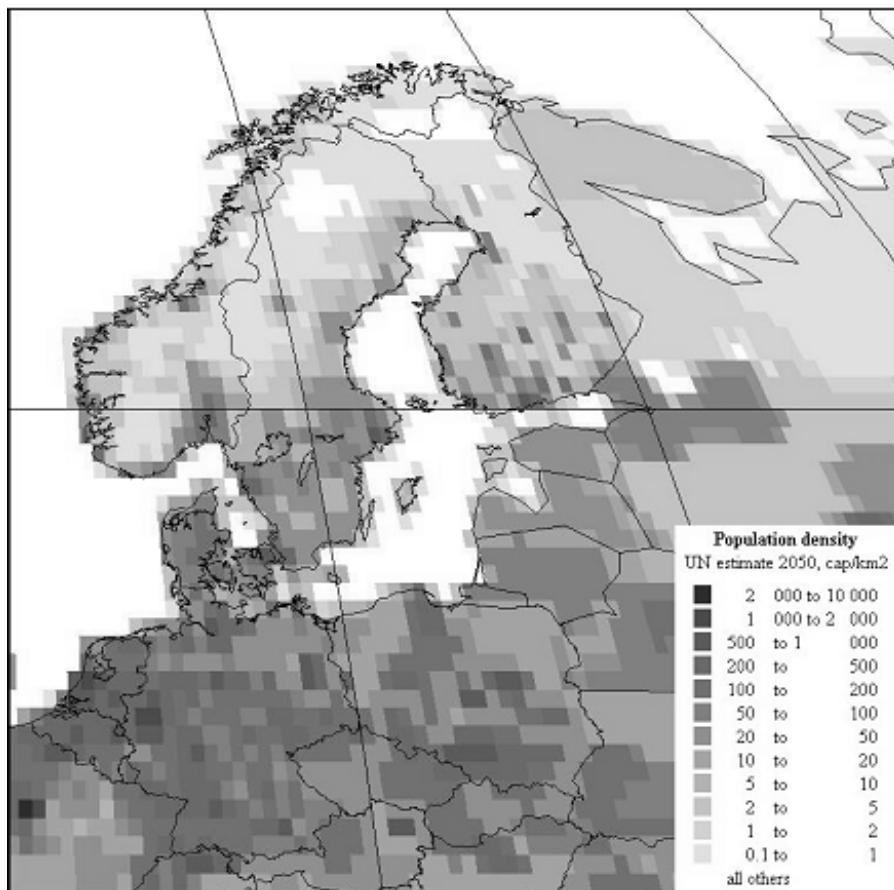 Population density
UN estimate 2050, cap/km2
2 000 to 10 000
1 000 to 2 000
500 to 1 000
200 to 500
100 to 200
50 to 100
20 to 50
10 to 20
5 to 10
2 to 5
1 to 2
0.1 to 1
all others